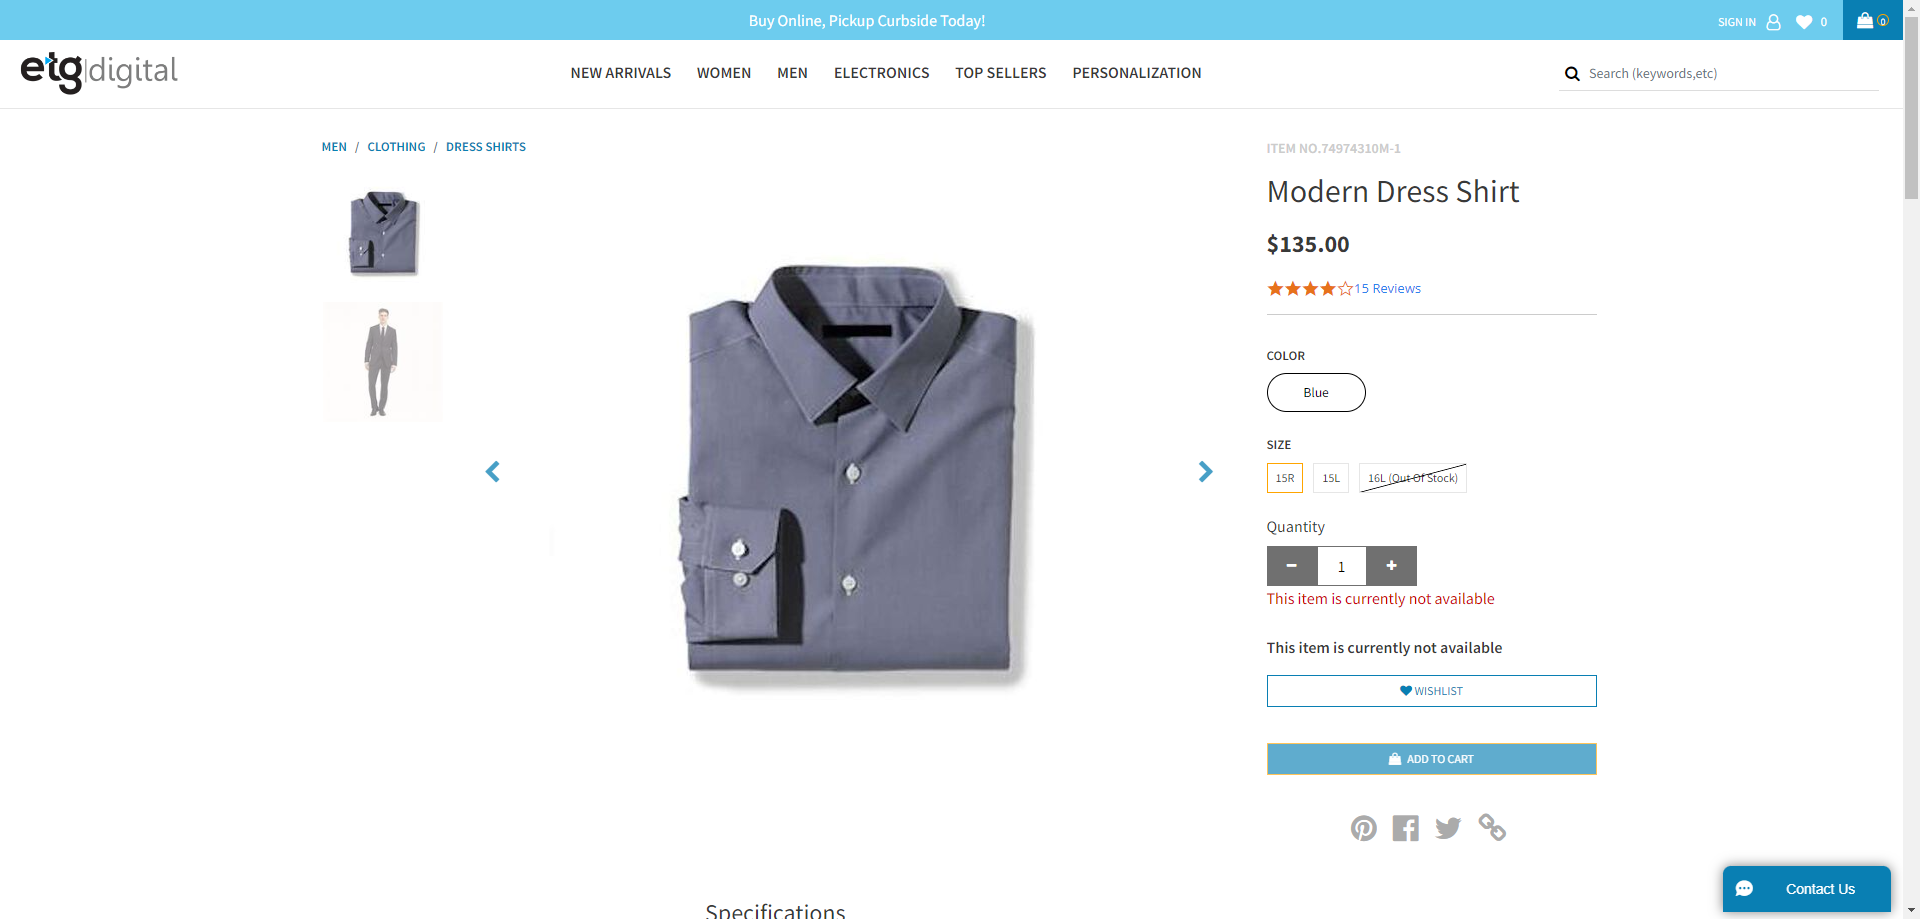 Buy Online, Pickup Curbside Today!
SIGN IN
0
0
etg|digital
NEW ARRIVALS WOMEN MEN ELECTRONICS TOP SELLERS PERSONALIZATION
Search (keywords,etc)
MEN / CLOTHING / DRESS SHIRTS
ITEM NO.74974310M-1
Modern Dress Shirt
$135.00
15 Reviews
COLOR
Blue
SIZE
15R 15L 16L (Out Of Stock)
Quantity
− 1 +
This item is currently not available
This item is currently not available
WISHLIST
ADD TO CART
Contact Us
Specifications